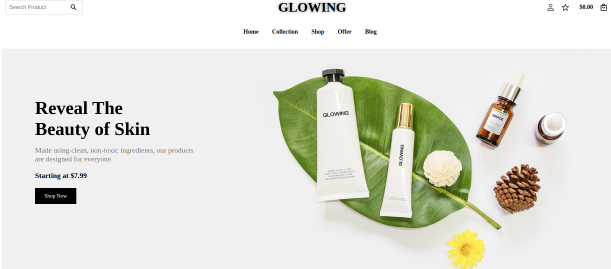 Search Product
GLOWING
$0.00
Home
Collection
Shop
Offer
Blog
Reveal The
Beauty of Skin
Made using clean, non-toxic ingredients, our products
are designed for everyone.
Starting at $7.99
Shop Now
GLOWING
GLOWING